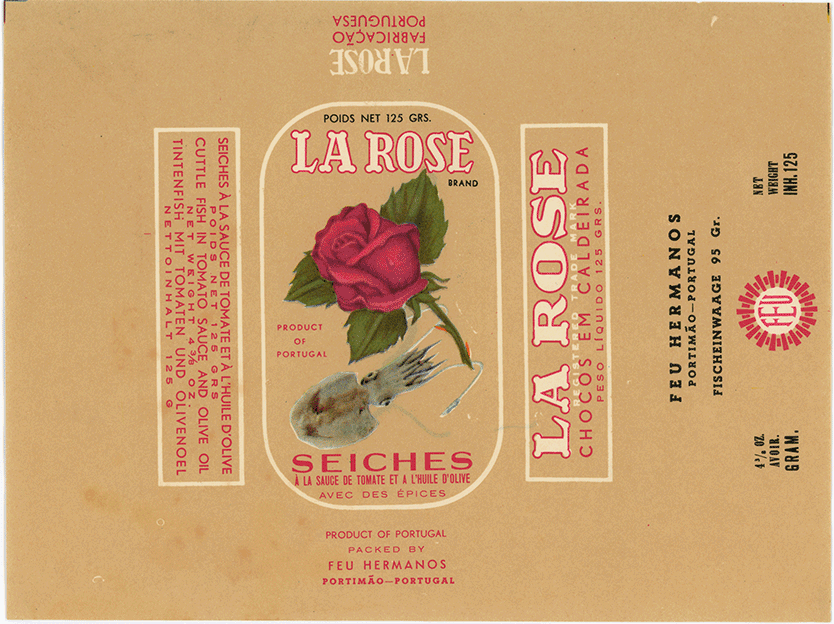 LA ROSE
FABRICAÇÃO
PORTUGUESA
SEICHES À LA SAUCE DE TOMATE ET À L'HUILE D'OLIVE
POIDS NET 125 GRS
CUTTLE FISH IN TOMATO SAUCE AND OLIVE OIL
NET WEIGHT 4⅜ OZ.
TINTENFISH MIT TOMATEN UND OLIVENOEL
NETTOINHALT 125 G
POIDS NET 125 GRS.
LA ROSE
BRAND
PRODUCT
OF
PORTUGAL
SEICHES
À LA SAUCE DE TOMATE ET A L'HUILE D'OLIVE
AVEC DES ÉPICES
PRODUCT OF PORTUGAL
PACKED BY
FEU HERMANOS
PORTIMÃO—PORTUGAL
LA ROSE
REGISTERED TRADE MARK
CHOCOS E CALDEIRADA
PESO LÍQUIDO 125 GRS.
FEU HERMANOS
PORTIMÃO—PORTUGAL
FISCHEINWAAGE 95 Gr.
NET
WEIGHT
INH. 125
FEU
4⅜ OZ.
AVOIR.
GRAM.